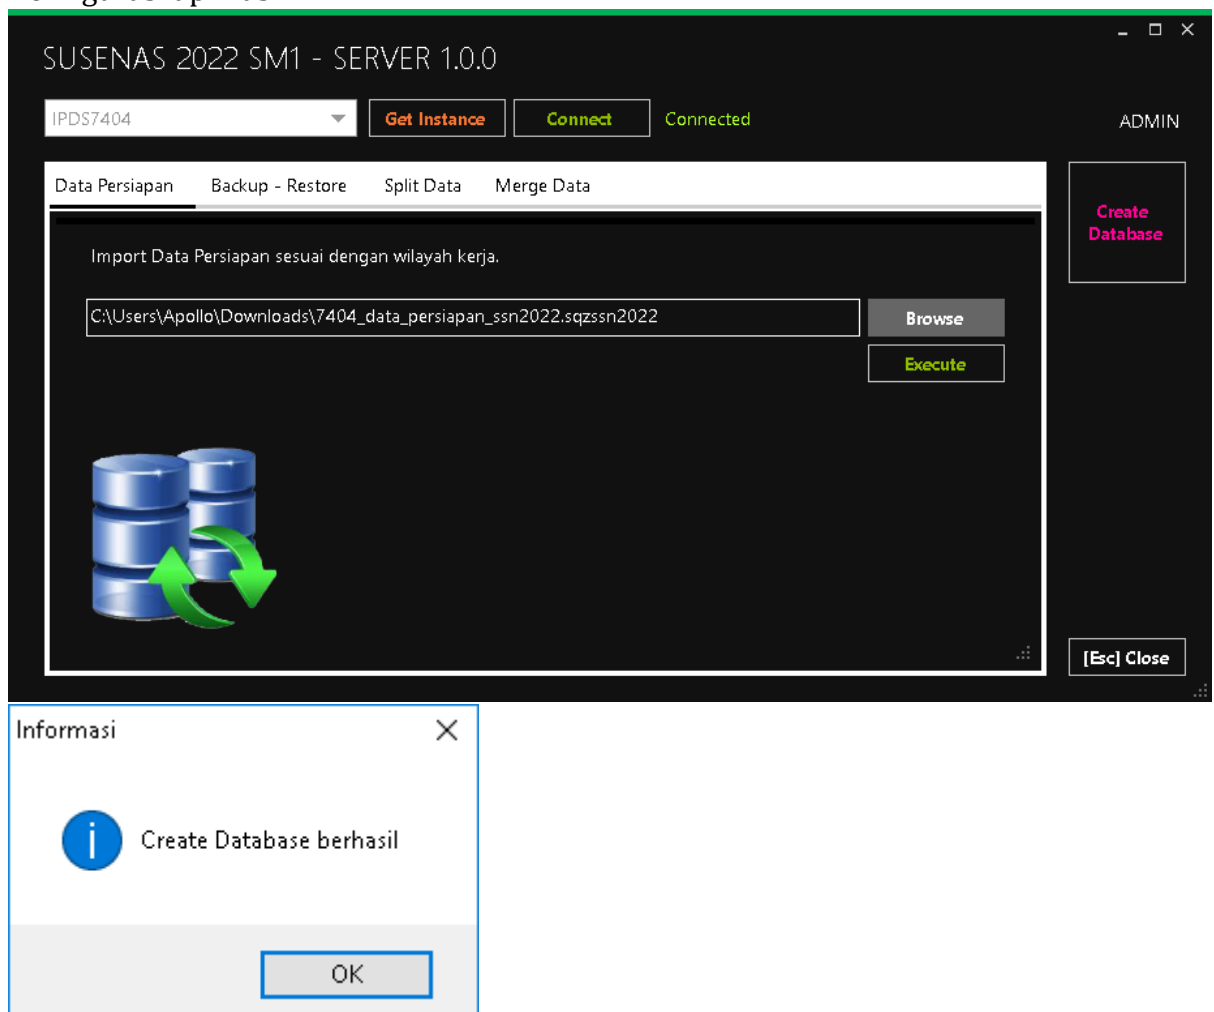 SUSENAS 2022 SM1 - SERVER 1.0.0
IPDS7404 Get Instance Connect Connected ADMIN
Data Persiapan Backup - Restore Split Data Merge Data
Create
Database
Import Data Persiapan sesuai dengan wilayah kerja.
C:\Users\Apollo\Downloads\7404_data_persiapan_ssn2022.sqzssn2022 Browse
Execute
[Esc] Close
Informasi
Create Database berhasil
OK